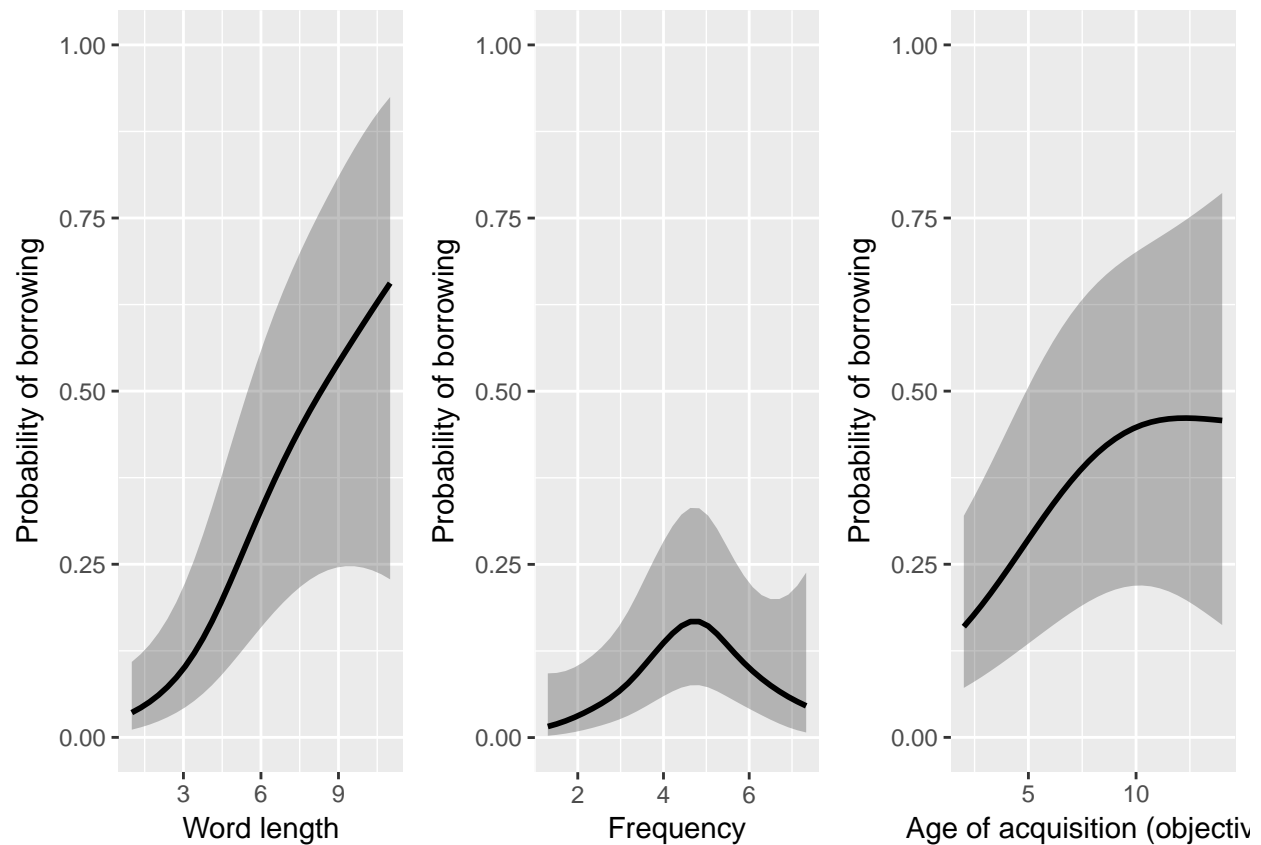 Probability of borrowing
1.00
0.75
0.50
0.25
0.00
3 6 9
Word length
Probability of borrowing
1.00
0.75
0.50
0.25
0.00
2 4 6
Frequency
Probability of borrowing
1.00
0.75
0.50
0.25
0.00
5 10
Age of acquisition (objectiv